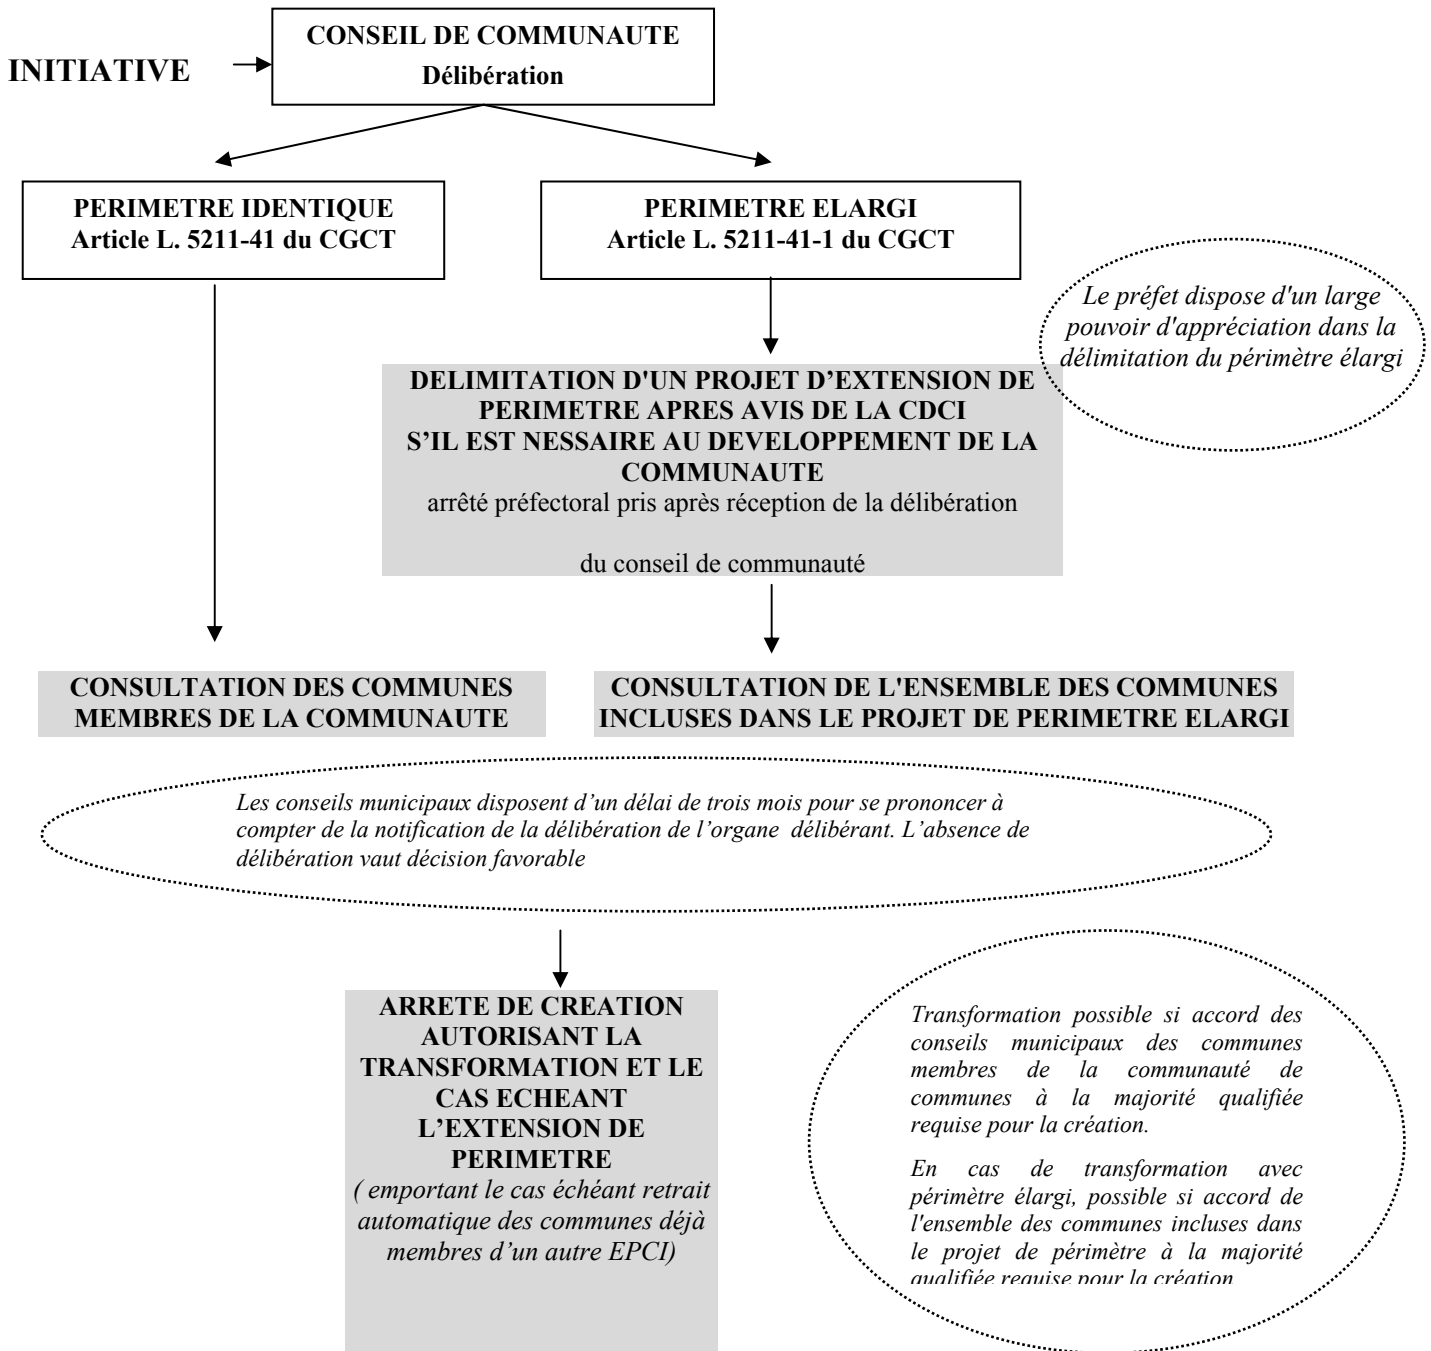 CONSEIL DE COMMUNAUTE
Délibération
INITIATIVE
PERIMETRE IDENTIQUE
Article L. 5211-41 du CGCT
PERIMETRE ELARGI
Article L. 5211-41-1 du CGCT
Le préfet dispose d'un large
pouvoir d'appréciation dans la
délimitation du périmètre élargi
DELIMITATION D'UN PROJET D’EXTENSION DE
PERIMETRE APRES AVIS DE LA CDCI
S’IL EST NESSAIRE AU DEVELOPPEMENT DE LA
COMMUNAUTE
arrêté préfectoral pris après réception de la délibération
du conseil de communauté
CONSULTATION DES COMMUNES
MEMBRES DE LA COMMUNAUTE
CONSULTATION DE L'ENSEMBLE DES COMMUNES
INCLUSES DANS LE PROJET DE PERIMETRE ELARGI
Les conseils municipaux disposent d’un délai de trois mois pour se prononcer à
compter de la notification de la délibération de l’organe délibérant. L’absence de
délibération vaut décision favorable
ARRETE DE CREATION
AUTORISANT LA
TRANSFORMATION ET LE
CAS ECHEANT
L’EXTENSION DE
PERIMETRE
( emportant le cas échéant retrait
automatique des communes déjà
membres d’un autre EPCI)
Transformation possible si accord des
conseils municipaux des communes
membres de la communauté de
communes à la majorité qualifiée
requise pour la création.
En cas de transformation avec
périmètre élargi, possible si accord de
l'ensemble des communes incluses dans
le projet de périmètre à la majorité
qualifiée requise pour la création